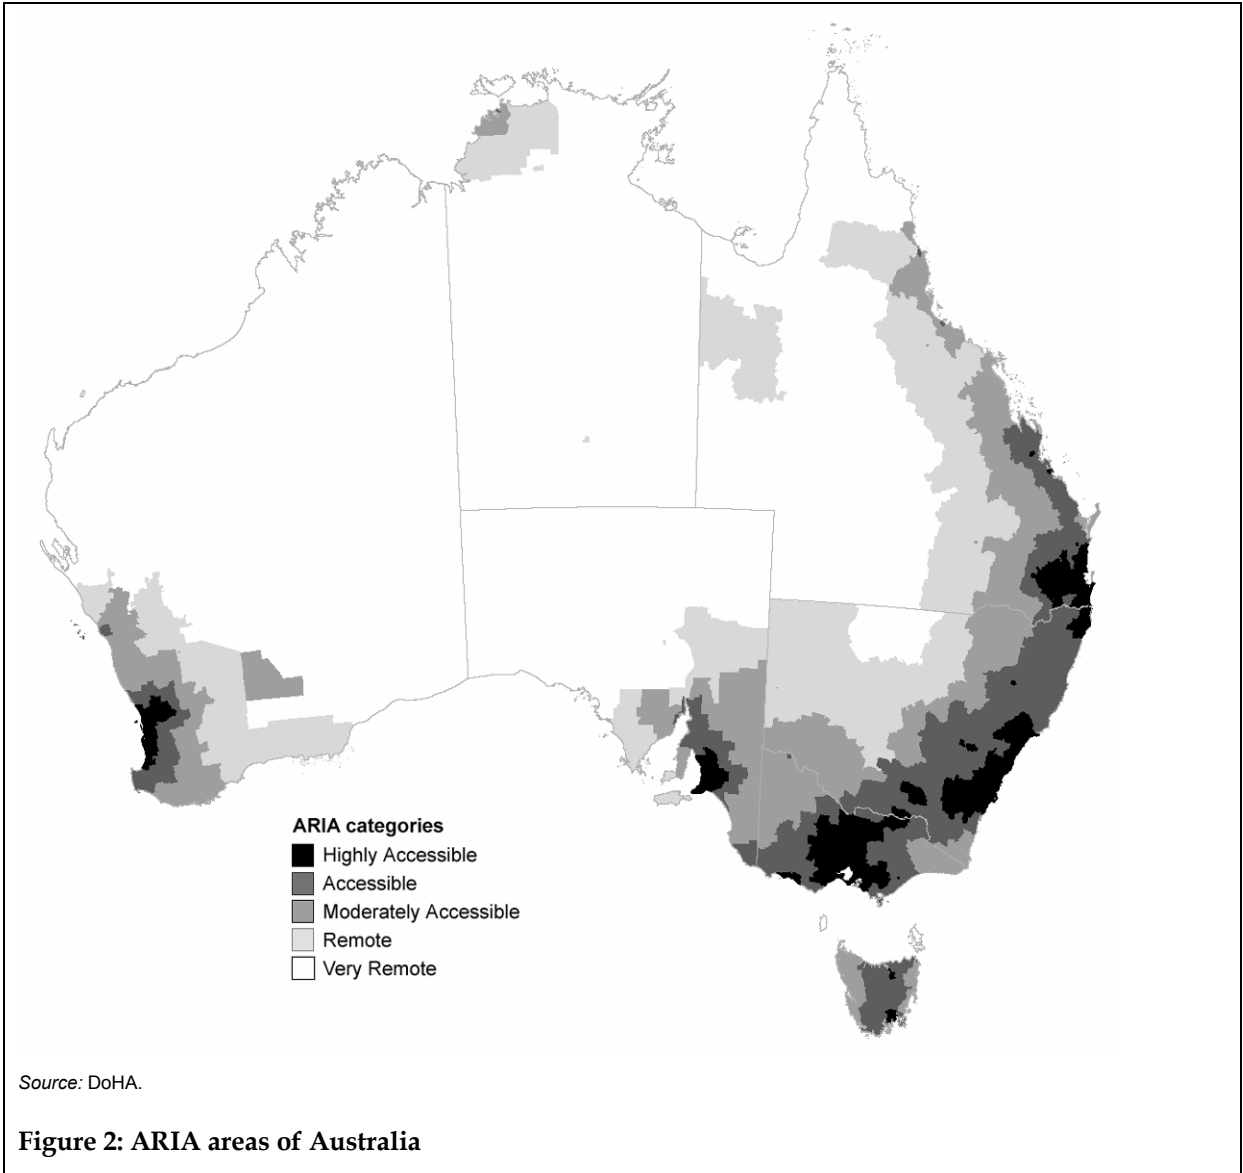 ARIA categories
Highly Accessible
Accessible
Moderately Accessible
Remote
Very Remote
Source: DoHA.
Figure 2: ARIA areas of Australia